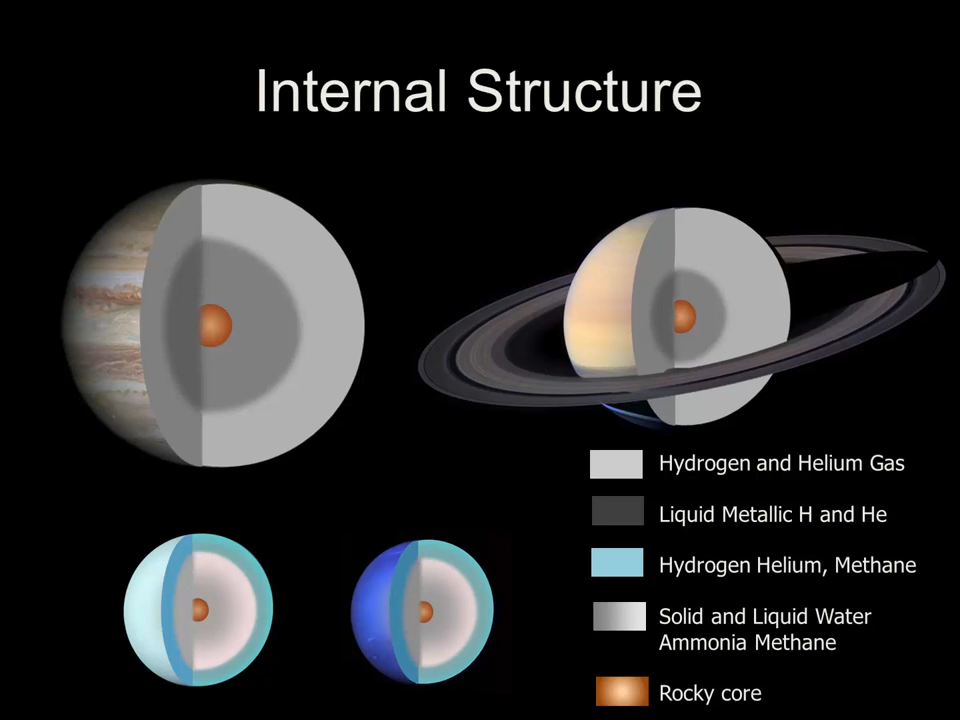 Internal Structure
Hydrogen and Helium Gas
Liquid Metallic H and He
Hydrogen Helium, Methane
Solid and Liquid Water
Ammonia Methane
Rocky core